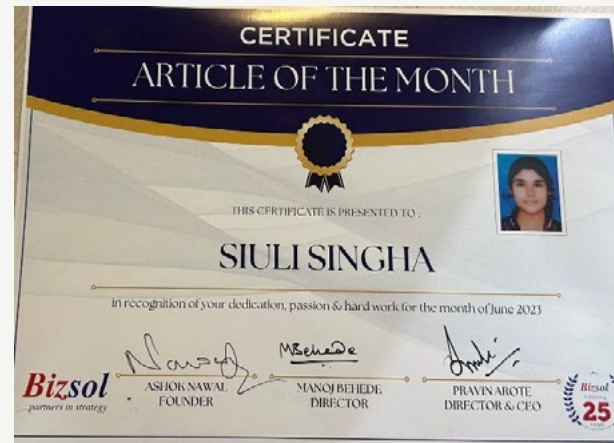 CERTIFICATE
ARTICLE OF THE MONTH
THIS CERTIFICATE IS PRESENTED TO :
SIULI SINGHA
in recognition of your dedication, passion & hard work for the month of June 2023
MBehede
ASHOK NAWAL
FOUNDER
MANOJ BEHEDE
DIRECTOR
PRAVIN AROTE
DIRECTOR & CEO
Bizsol
...partners in strategy
Bizsol
25